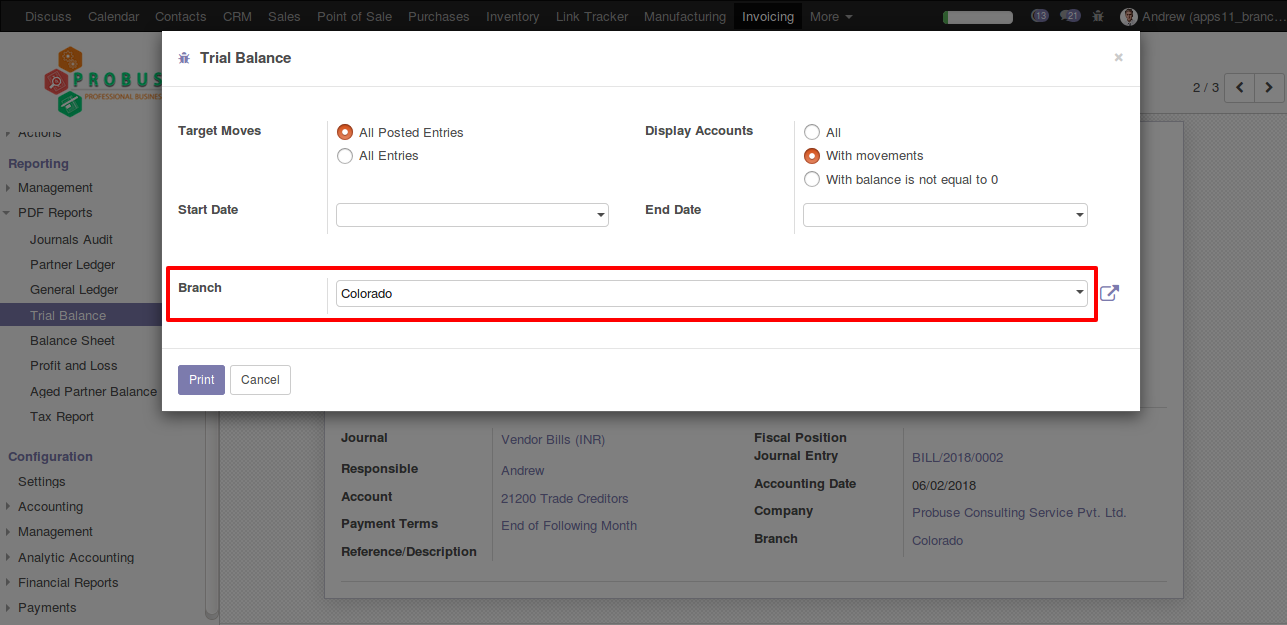 Discuss Calendar Contacts CRM Sales Point of Sale Purchases Inventory Link Tracker Manufacturing Invoicing More 13 21 Andrew (apps11_branc...
Trial Balance ×
PROBUS
PROFESSIONAL BUSINES
2 / 3
Actions
Reporting
Management
PDF Reports
Journals Audit
Partner Ledger
General Ledger
Trial Balance
Balance Sheet
Profit and Loss
Aged Partner Balance
Tax Report
Configuration
Settings
Accounting
Management
Analytic Accounting
Financial Reports
Payments
Target Moves
All Posted Entries
All Entries
Display Accounts
All
With movements
With balance is not equal to 0
Start Date
End Date
Branch
Colorado
Print Cancel
Journal Vendor Bills (INR)
Responsible Andrew
Account 21200 Trade Creditors
Payment Terms End of Following Month
Reference/Description
Fiscal Position
Journal Entry BILL/2018/0002
Accounting Date 06/02/2018
Company Probuse Consulting Service Pvt. Ltd.
Branch Colorado